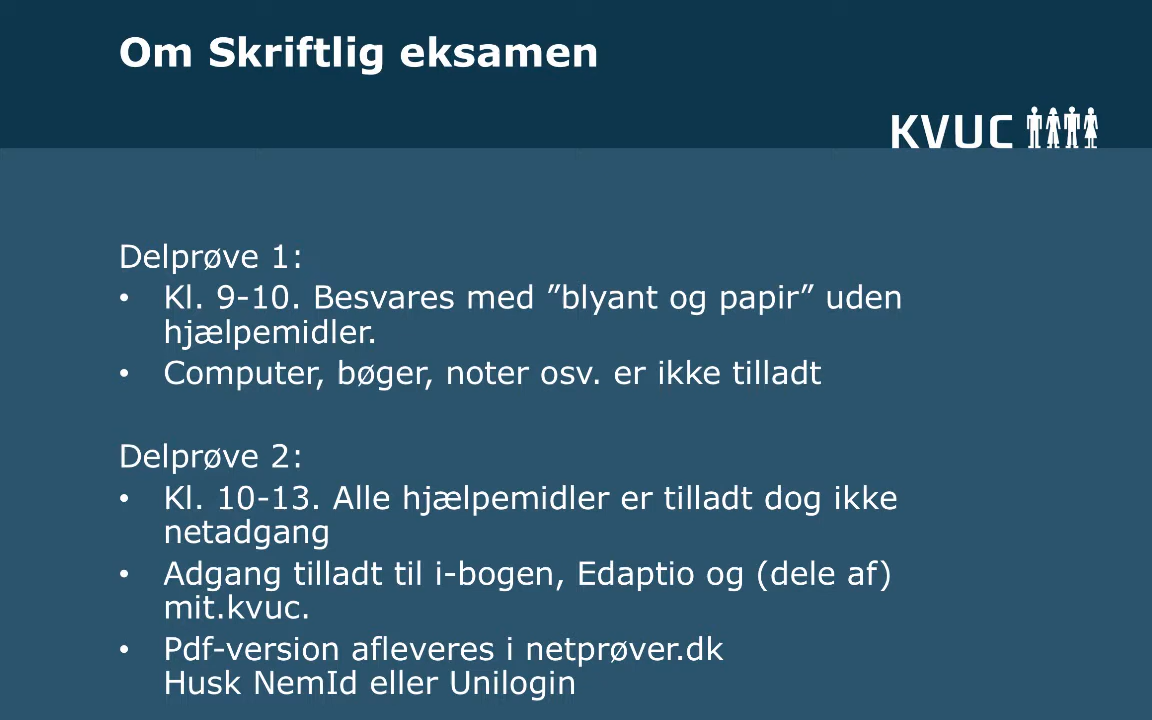 Om Skriftlig eksamen
KVUC
Delprøve 1:
• Kl. 9-10. Besvares med ”blyant og papir” uden
hjælpemidler.
• Computer, bøger, noter osv. er ikke tilladt
Delprøve 2:
• Kl. 10-13. Alle hjælpemidler er tilladt dog ikke
netadgang
• Adgang tilladt til i-bogen, Edaptio og (dele af)
mit.kvuc.
• Pdf-version afleveres i netprøver.dk
Husk NemId eller Unilogin